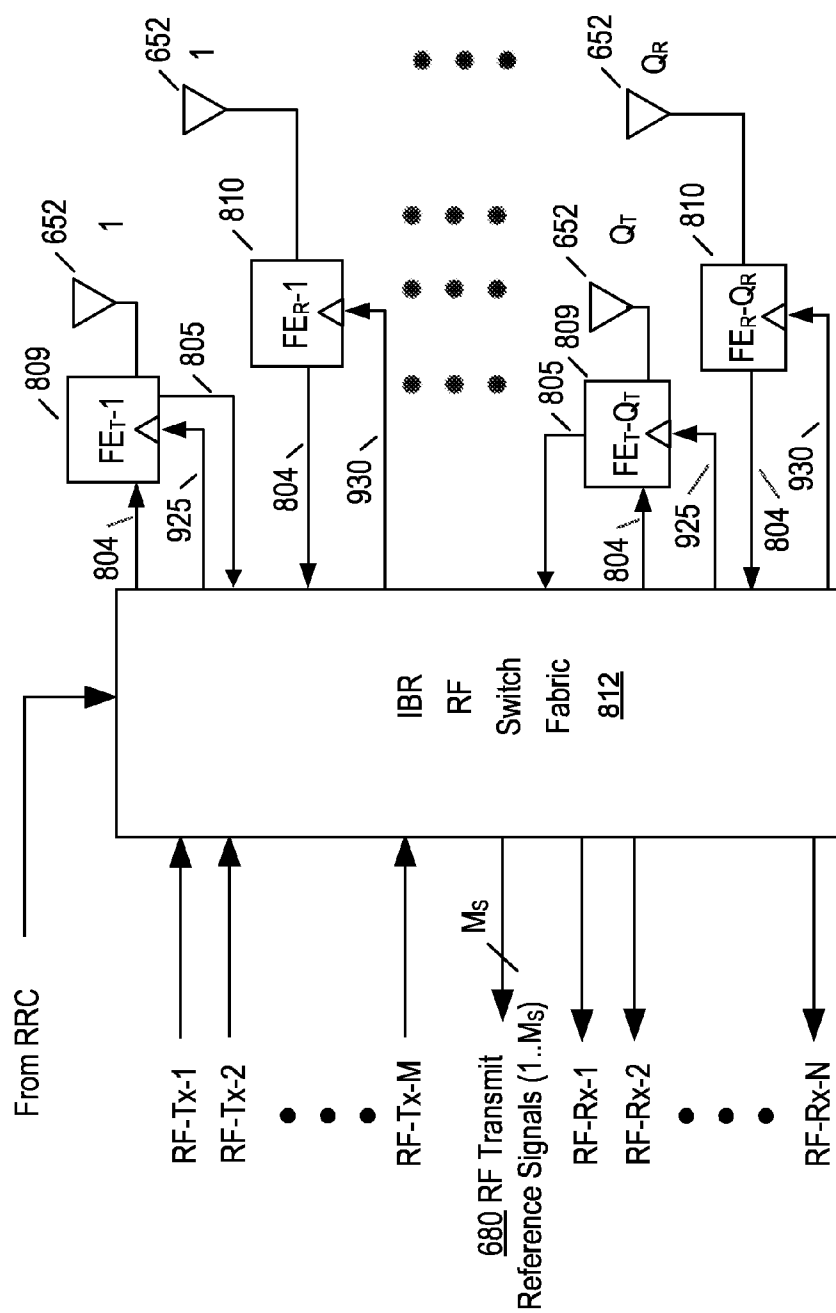 From RRC
RF-Tx-1
RF-Tx-2
RF-Tx-M
680 RF Transmit
Reference Signals (1..MS)
MS
RF-Rx-1
RF-Rx-2
RF-Rx-N
IBR
RF
Switch
Fabric
812
804
925
805
809
FET-1
652
1
804
930
810
FER-1
652
1
805
804
925
809
FET-QT
652
QT
804
930
810
FER-QR
652
QR